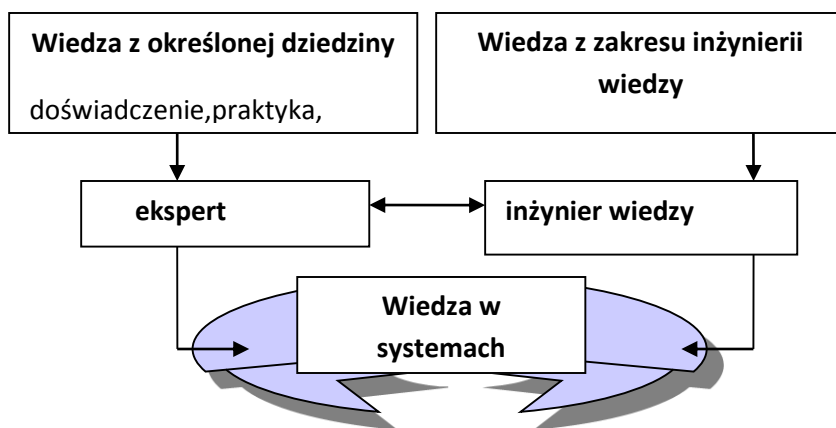 Wiedza z określonej dziedziny
doświadczenie,praktyka,
Wiedza z zakresu inżynierii
wiedzy
ekspert
inżynier wiedzy
Wiedza w
systemach